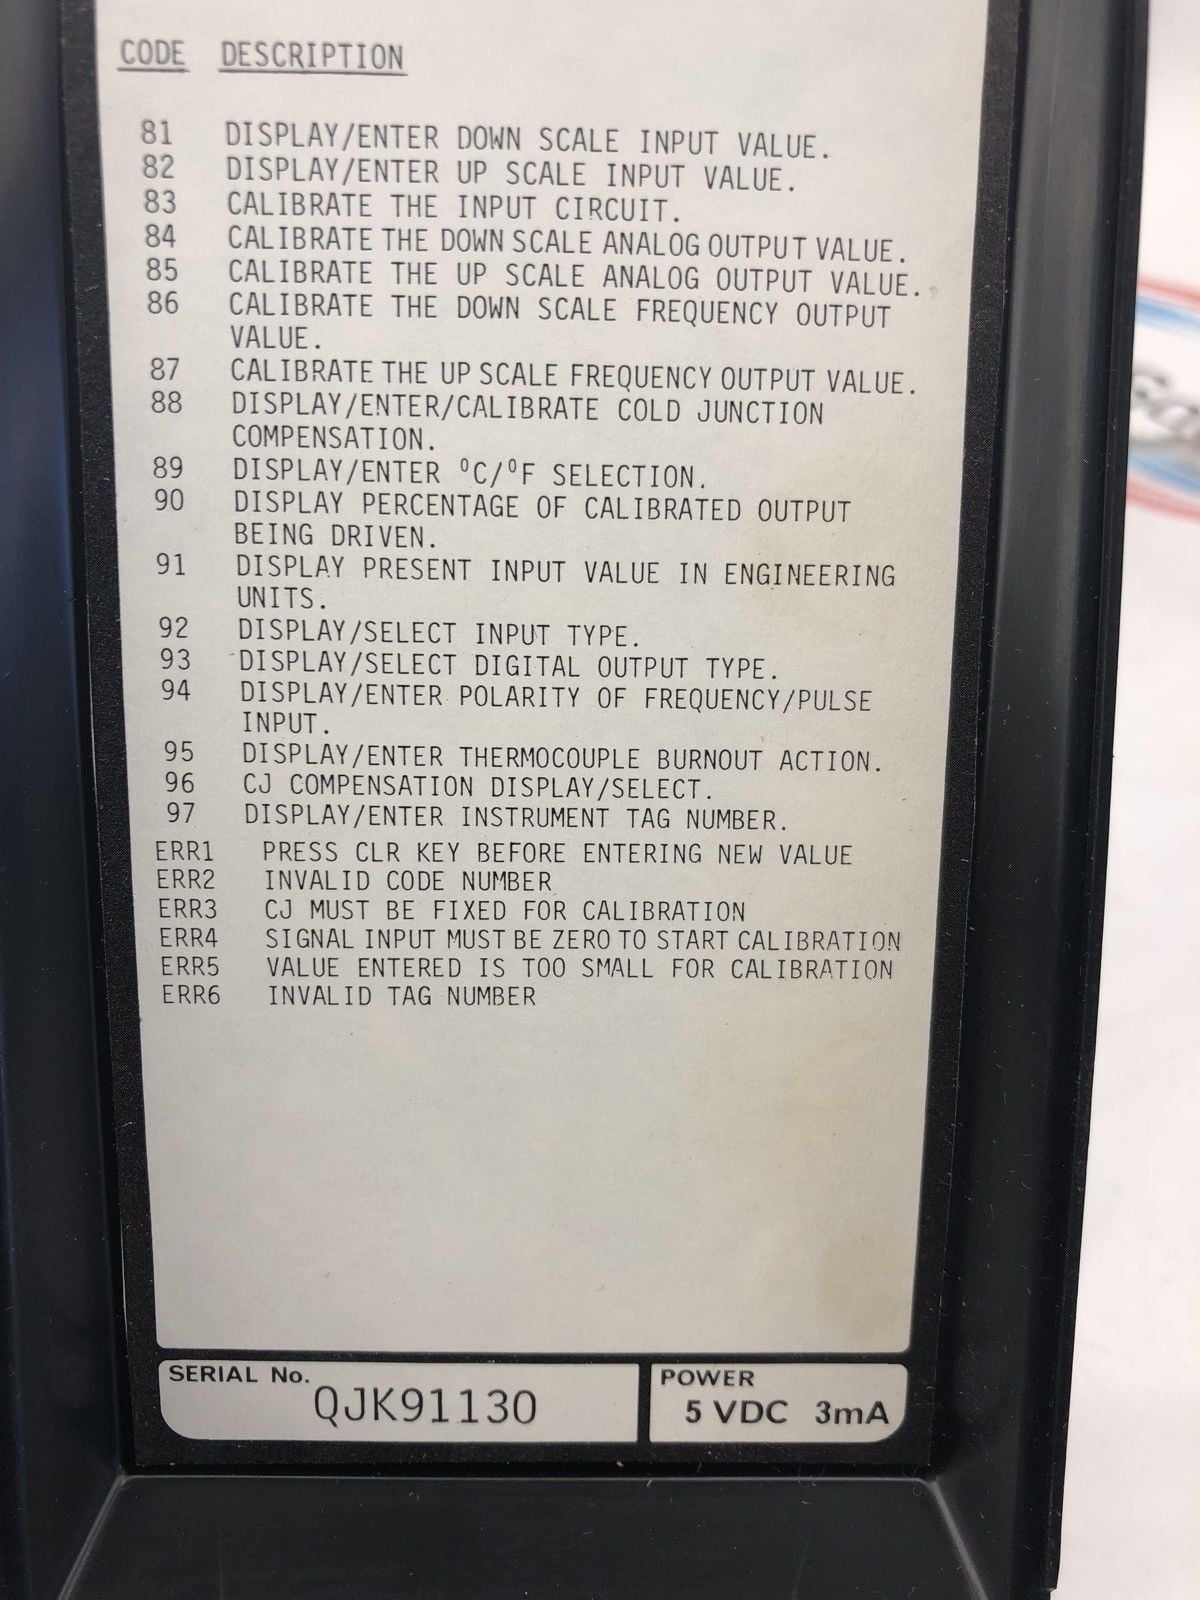 CODE DESCRIPTION
81 DISPLAY/ENTER DOWN SCALE INPUT VALUE.
82 DISPLAY/ENTER UP SCALE INPUT VALUE.
83 CALIBRATE THE INPUT CIRCUIT.
84 CALIBRATE THE DOWN SCALE ANALOG OUTPUT VALUE.
85 CALIBRATE THE UP SCALE ANALOG OUTPUT VALUE.
86 CALIBRATE THE DOWN SCALE FREQUENCY OUTPUT
VALUE.
87 CALIBRATE THE UP SCALE FREQUENCY OUTPUT VALUE.
88 DISPLAY/ENTER/CALIBRATE COLD JUNCTION
COMPENSATION.
89 DISPLAY/ENTER ºC/ºF SELECTION.
90 DISPLAY PERCENTAGE OF CALIBRATED OUTPUT
BEING DRIVEN.
91 DISPLAY PRESENT INPUT VALUE IN ENGINEERING
UNITS.
92 DISPLAY/SELECT INPUT TYPE.
93 DISPLAY/SELECT DIGITAL OUTPUT TYPE.
94 DISPLAY/ENTER POLARITY OF FREQUENCY/PULSE
INPUT.
95 DISPLAY/ENTER THERMOCOUPLE BURNOUT ACTION.
96 CJ COMPENSATION DISPLAY/SELECT.
97 DISPLAY/ENTER INSTRUMENT TAG NUMBER.
ERR1 PRESS CLR KEY BEFORE ENTERING NEW VALUE
ERR2 INVALID CODE NUMBER
ERR3 CJ MUST BE FIXED FOR CALIBRATION
ERR4 SIGNAL INPUT MUST BE ZERO TO START CALIBRATION
ERR5 VALUE ENTERED IS TOO SMALL FOR CALIBRATION
ERR6 INVALID TAG NUMBER
SERIAL No. QJK91130
POWER
5 VDC 3mA